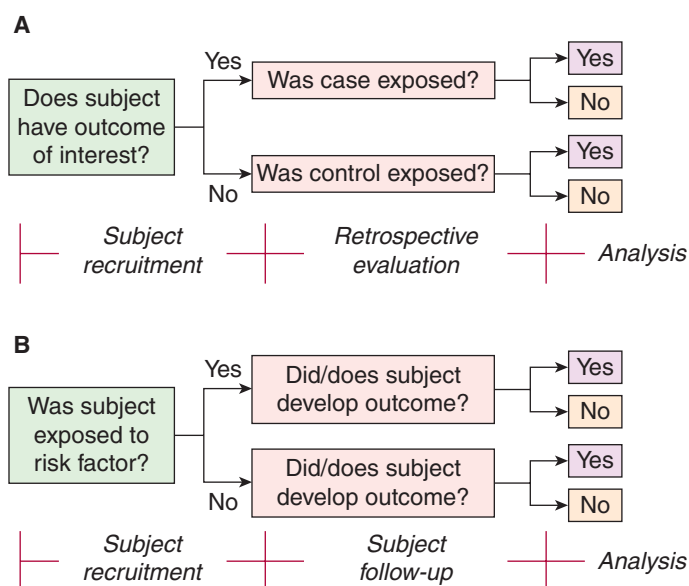 A
Does subject
have outcome
of interest?
Yes
No
Was case exposed?
Was control exposed?
Yes
No
Yes
No
Subject
recruitment
Retrospective
evaluation
Analysis
B
Was subject
exposed to
risk factor?
Yes
No
Did/does subject
develop outcome?
Did/does subject
develop outcome?
Yes
No
Yes
No
Subject
recruitment
Subject
follow-up
Analysis